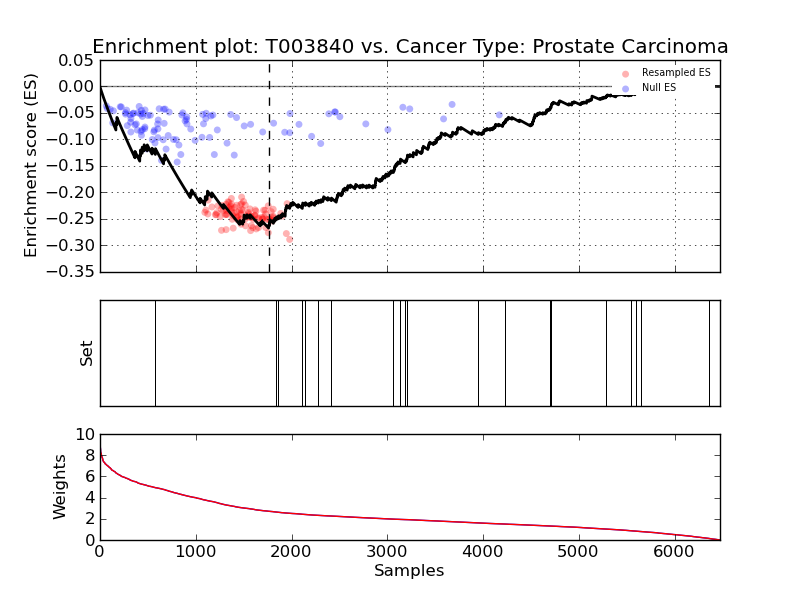 Enrichment plot: T003840 vs. Cancer Type: Prostate Carcinoma
0.05
0.00
−0.05
−0.10
−0.15
−0.20
−0.25
−0.30
−0.35
Enrichment score (ES)
Resampled ES
Null ES
Set
10
8
6
4
2
0
Weights
0 1000 2000 3000 4000 5000 6000
Samples